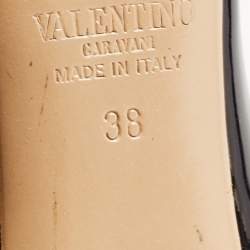 VALENTINO
GARAVANI
MADE IN ITALY
38